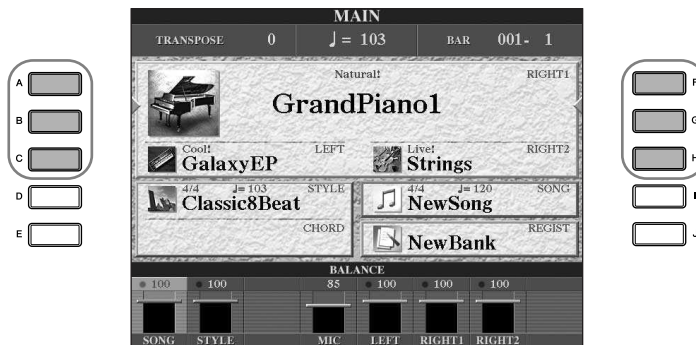 MAIN
TRANSPOSE 0 ♩= 103 BAR 001- 1
Natural! RIGHT1
GrandPiano1
Cool! LEFT Live! RIGHT2
GalaxyEP Strings
4/4 ♩=103 STYLE 4/4 ♩=120 SONG
Classic8Beat NewSong
CHORD REGIST
NewBank
BALANCE
100 100 85 100 100 100
SONG STYLE MIC LEFT RIGHT1 RIGHT2
A
B
C
D
E